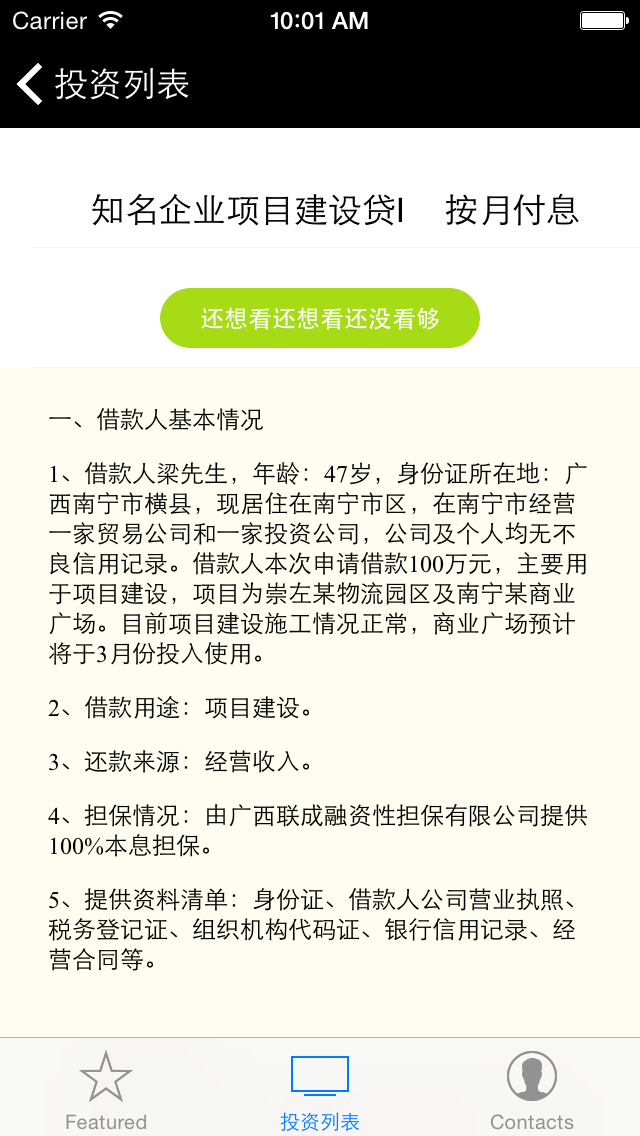 Carrier 10:01 AM
投资列表
知名企业项目建设贷I 按月付息
还想看还想看还没看够
一、借款人基本情况
1、借款人梁先生，年龄：47岁，身份证所在地：广
西南宁市横县，现居住在南宁市区，在南宁市经营
一家贸易公司和一家投资公司，公司及个人均无不
良信用记录。借款人本次申请借款100万元，主要用
于项目建设，项目为崇左某物流园区及南宁某商业
广场。目前项目建设施工情况正常，商业广场预计
将于3月份投入使用。
2、借款用途：项目建设。
3、还款来源：经营收入。
4、担保情况：由广西联成融资性担保有限公司提供
100%本息担保。
5、提供资料清单：身份证、借款人公司营业执照、
税务登记证、组织机构代码证、银行信用记录、经
营合同等。
Featured 投资列表 Contacts